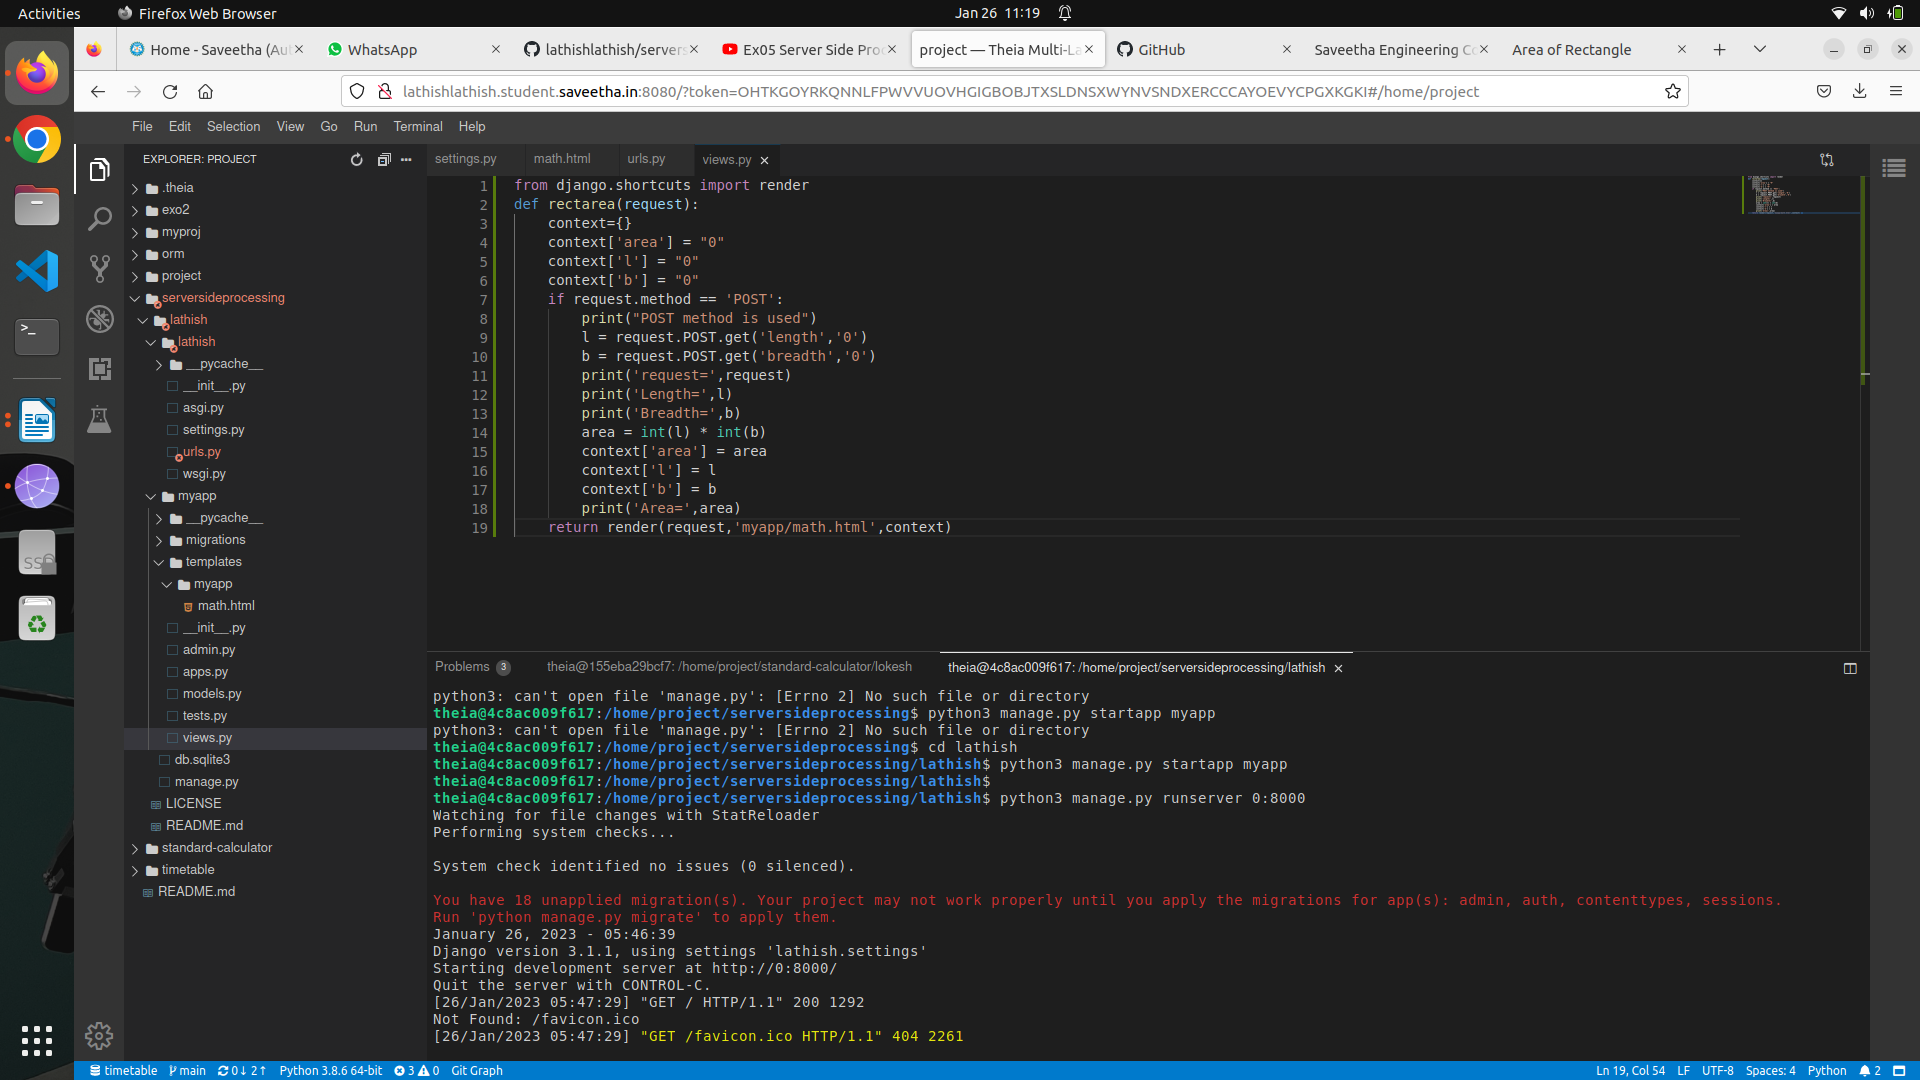 Activities
Firefox Web Browser
Jan 26 11:19
Home - Saveetha (Au
WhatsApp
lathishlathish/servers
Ex05 Server Side Pro
project — Theia Multi-La
GitHub
Saveetha Engineering Co
Area of Rectangle
lathishlathish.student.saveetha.in:8080/?token=OHTKGOYRKQNNLFPWVVUOVHGIGBOBJTXSLDNSXWYNVSNDXERCCCAYOEVYCPGXKGKI#/home/project
File Edit Selection View Go Run Terminal Help
EXPLORER: PROJECT
.theia
exo2
myproj
orm
project
serversideprocessing
lathish
lathish
__pycache__
__init__.py
asgi.py
settings.py
urls.py
wsgi.py
myapp
__pycache__
migrations
templates
myapp
math.html
__init__.py
admin.py
apps.py
models.py
tests.py
views.py
db.sqlite3
manage.py
LICENSE
README.md
standard-calculator
timetable
README.md
settings.py math.html urls.py views.py
1 from django.shortcuts import render
2 def rectarea(request):
3 context={}
4 context['area'] = "0"
5 context['l'] = "0"
6 context['b'] = "0"
7 if request.method == 'POST':
8 print("POST method is used")
9 l = request.POST.get('length','0')
10 b = request.POST.get('breadth','0')
11 print('request=',request)
12 print('Length=',l)
13 print('Breadth=',b)
14 area = int(l) * int(b)
15 context['area'] = area
16 context['l'] = l
17 context['b'] = b
18 print('Area=',area)
19 return render(request,'myapp/math.html',context)
Problems 3
theia@155eba29bcf7: /home/project/standard-calculator/lokesh
theia@4c8ac009f617: /home/project/serversideprocessing/lathish
python3: can't open file 'manage.py': [Errno 2] No such file or directory
theia@4c8ac009f617:/home/project/serversideprocessing$ python3 manage.py startapp myapp
python3: can't open file 'manage.py': [Errno 2] No such file or directory
theia@4c8ac009f617:/home/project/serversideprocessing$ cd lathish
theia@4c8ac009f617:/home/project/serversideprocessing/lathish$ python3 manage.py startapp myapp
theia@4c8ac009f617:/home/project/serversideprocessing/lathish$
theia@4c8ac009f617:/home/project/serversideprocessing/lathish$ python3 manage.py runserver 0:8000
Watching for file changes with StatReloader
Performing system checks...
System check identified no issues (0 silenced).
You have 18 unapplied migration(s). Your project may not work properly until you apply the migrations for app(s): admin, auth, contenttypes, sessions.
Run 'python manage.py migrate' to apply them.
January 26, 2023 - 05:46:39
Django version 3.1.1, using settings 'lathish.settings'
Starting development server at http://0:8000/
Quit the server with CONTROL-C.
[26/Jan/2023 05:47:29] "GET / HTTP/1.1" 200 1292
Not Found: /favicon.ico
[26/Jan/2023 05:47:29] "GET /favicon.ico HTTP/1.1" 404 2261
timetable main 0↓ 2↑ Python 3.8.6 64-bit 3 0 Git Graph
Ln 19, Col 54 LF UTF-8 Spaces: 4 Python 2